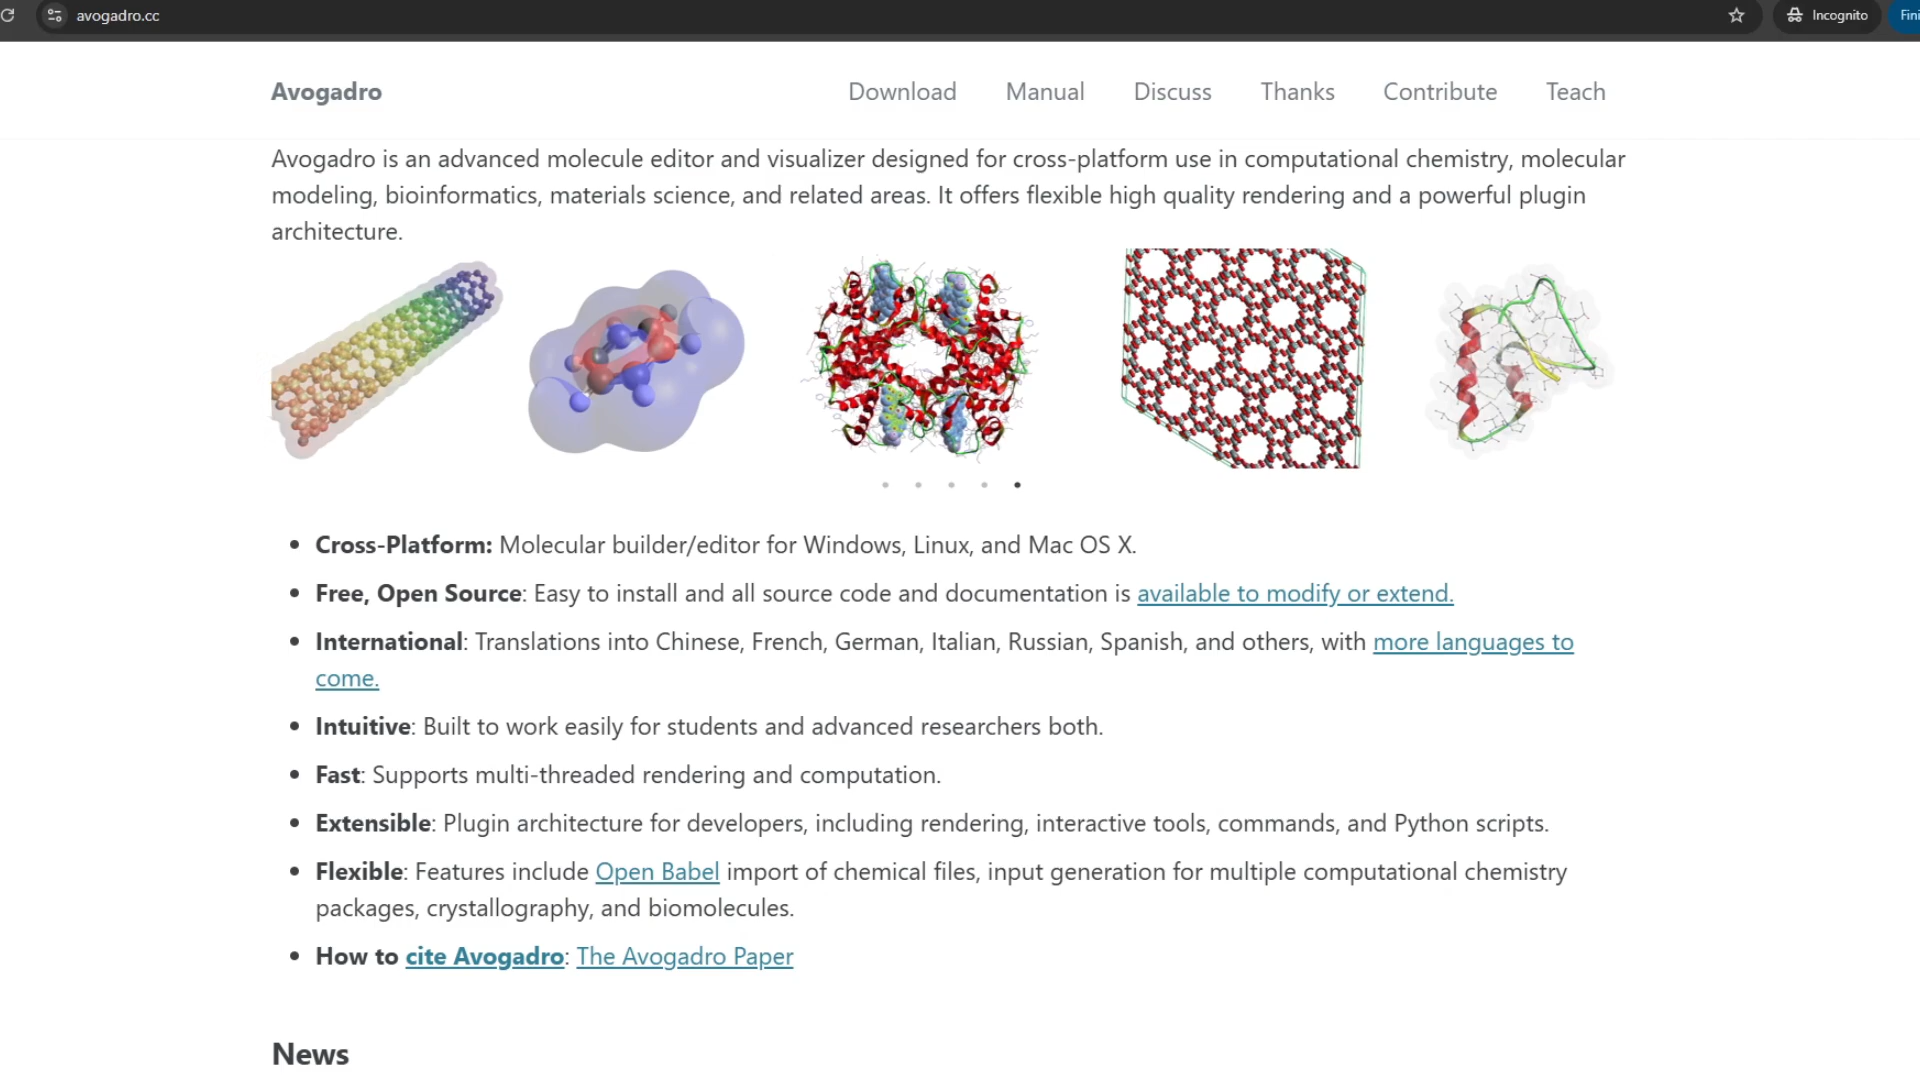 avogadro.cc
Incognito
Avogadro
Download Manual Discuss Thanks Contribute Teach
Avogadro is an advanced molecule editor and visualizer designed for cross-platform use in computational chemistry, molecular
modeling, bioinformatics, materials science, and related areas. It offers flexible high quality rendering and a powerful plugin
architecture.
• Cross-Platform: Molecular builder/editor for Windows, Linux, and Mac OS X.
• Free, Open Source: Easy to install and all source code and documentation is available to modify or extend.
• International: Translations into Chinese, French, German, Italian, Russian, Spanish, and others, with more languages to
come.
• Intuitive: Built to work easily for students and advanced researchers both.
• Fast: Supports multi-threaded rendering and computation.
• Extensible: Plugin architecture for developers, including rendering, interactive tools, commands, and Python scripts.
• Flexible: Features include Open Babel import of chemical files, input generation for multiple computational chemistry
packages, crystallography, and biomolecules.
• How to cite Avogadro: The Avogadro Paper
News